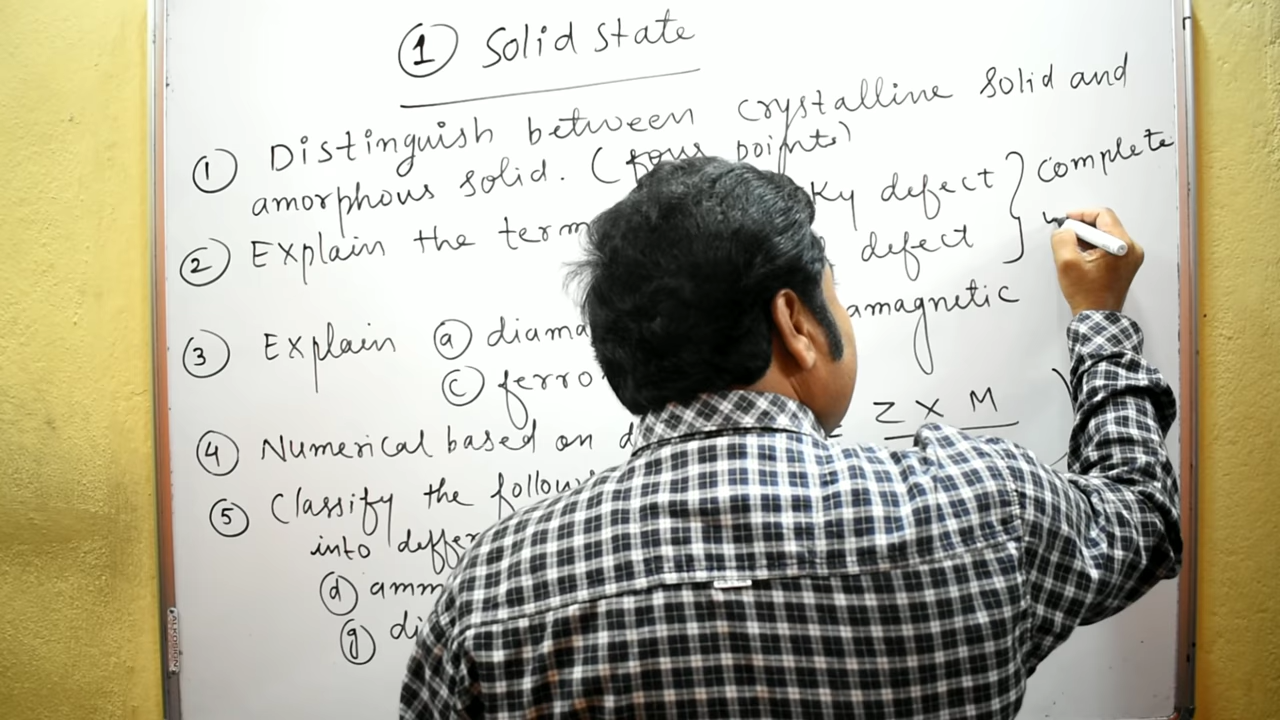 ① Solid state
① Distinguish between crystalline solid and
amorphous solid. (four points)
② Explain the term ky defect } complete
defect
③ Explain ⓐ diama amagnetic
ⓒ ferro
④ Numerical based on d = Z X M
⑤ Classify the follow
into deffe
ⓓ amm
ⓖ di